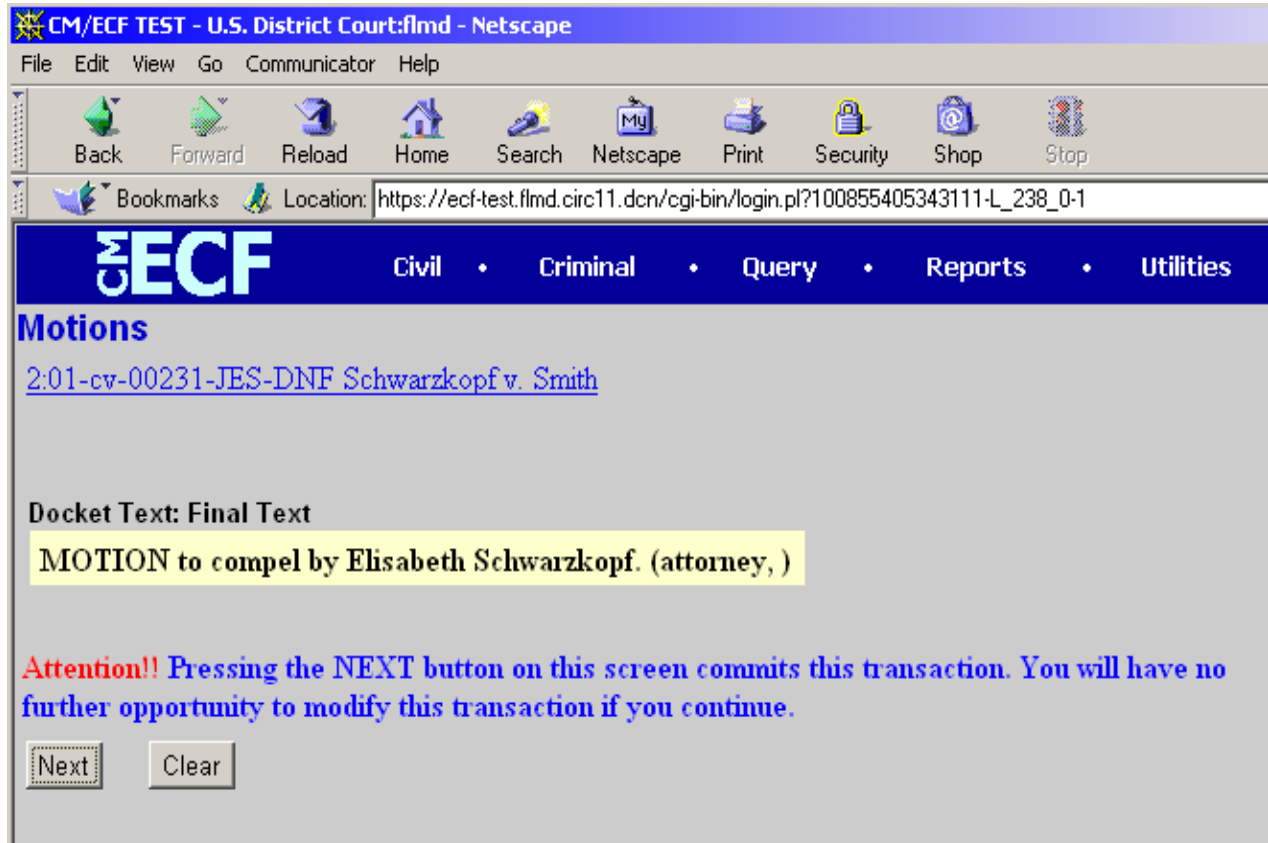 CM/ECF TEST - U.S. District Court:flmd - Netscape
File Edit View Go Communicator Help
My
Back Forward Reload Home Search Netscape Print Security Shop Stop
Bookmarks Location: https://ecf-test.flmd.circ11.dcn/cgi-bin/login.pl?100855405343111-L_238_0-1
CM ECF Civil • Criminal • Query • Reports • Utilities
Motions
2:01-cv-00231-JES-DNF Schwarzkopf v. Smith
Docket Text: Final Text
MOTION to compel by Elisabeth Schwarzkopf. (attorney, )
Attention!! Pressing the NEXT button on this screen commits this transaction. You will have no
further opportunity to modify this transaction if you continue.
Next Clear